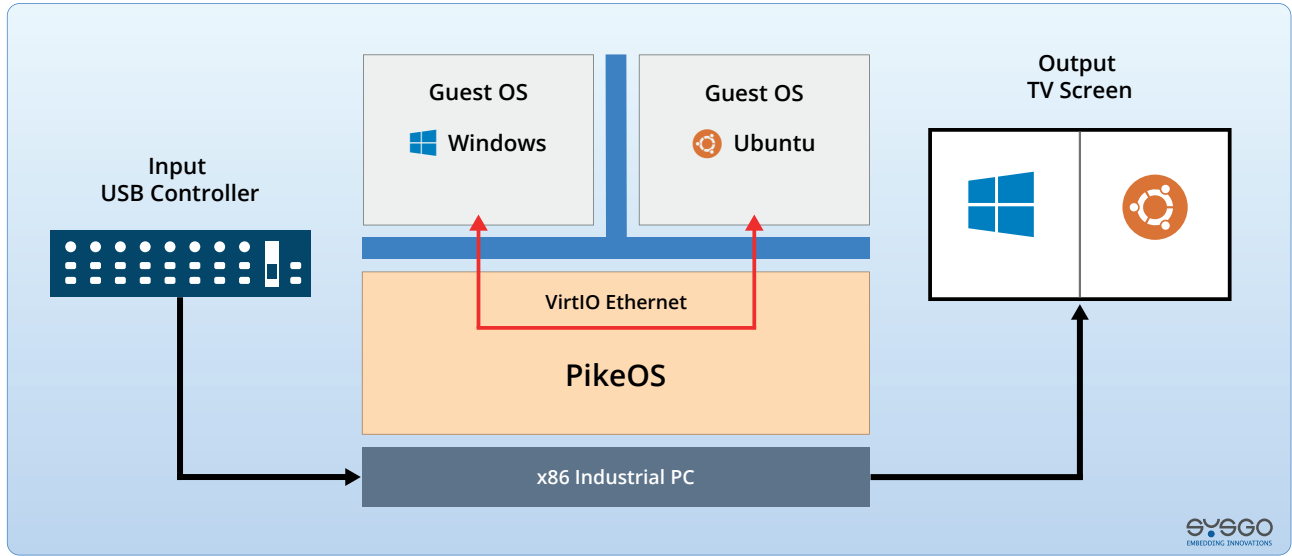 Input
USB Controller
Guest OS
Windows
Guest OS
Ubuntu
Output
TV Screen
VirtIO Ethernet
PikeOS
x86 Industrial PC
SYSGO
EMBEDDING INNOVATIONS